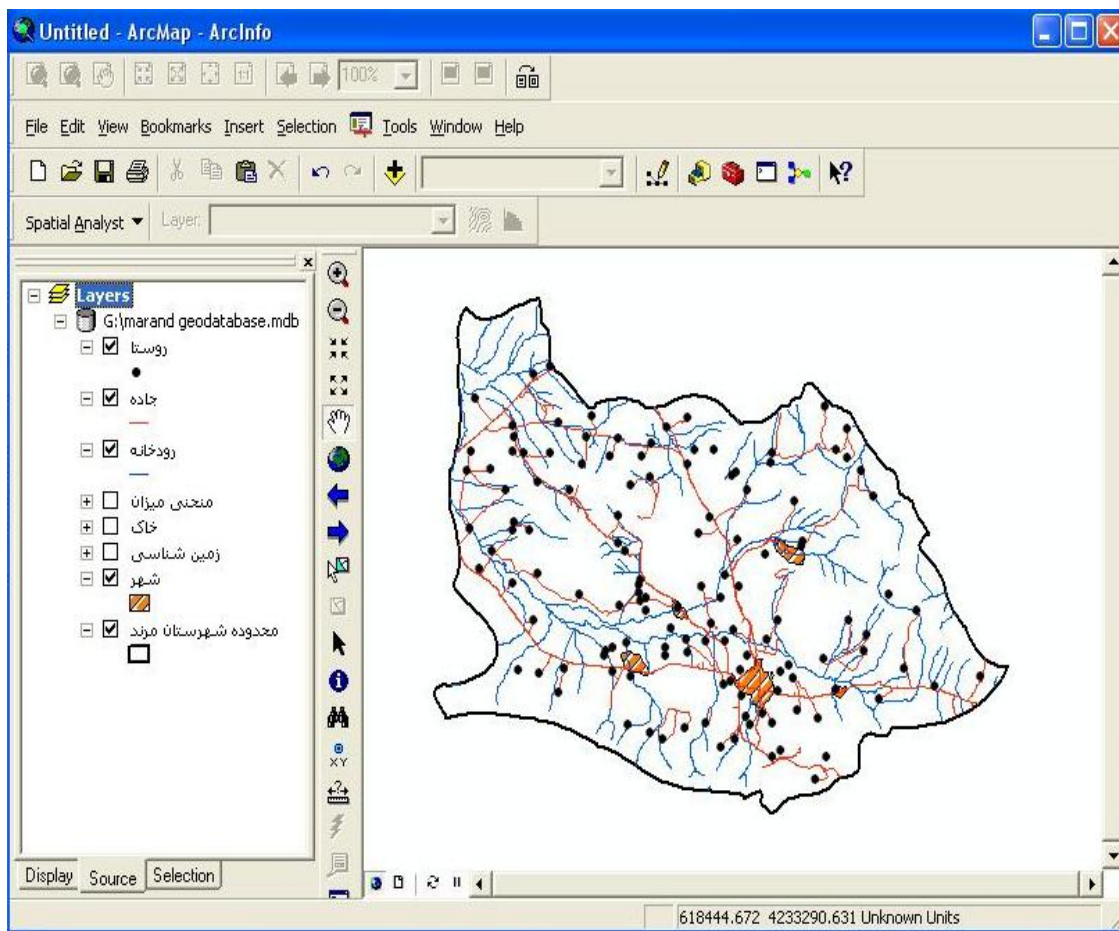 Untitled - ArcMap - ArcInfo
100%
File Edit View Bookmarks Insert Selection Tools Window Help
Spatial Analyst Layer:
Layers
G:\marand geodatabase.mdb
روستا
جاده
رودخانه
منحنی میزان
خاک
زمین شناسی
شهر
محدوده شهرستان مرند
XY
Display Source Selection
618444.672 4233290.631 Unknown Units